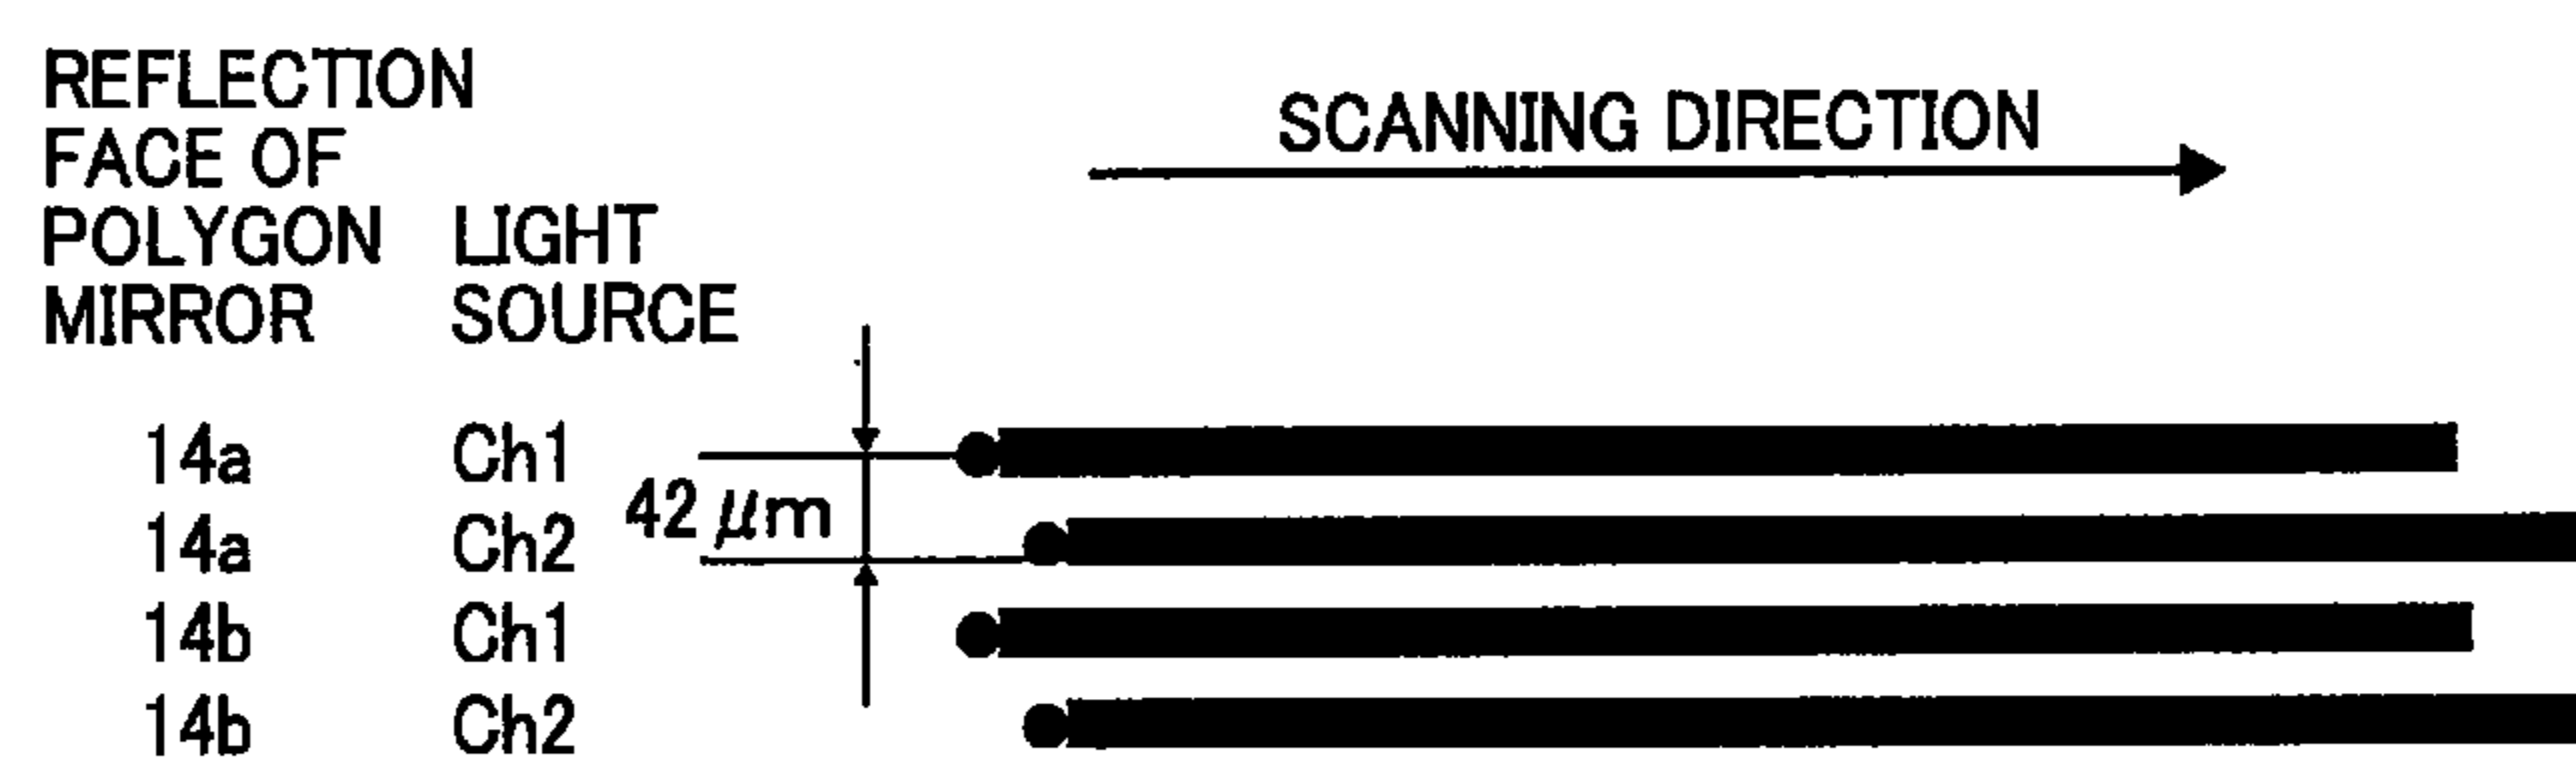 REFLECTION
FACE OF
POLYGON
MIRROR
LIGHT
SOURCE
SCANNING DIRECTION
14a Ch1
42 μm
14a Ch2
14b Ch1
14b Ch2